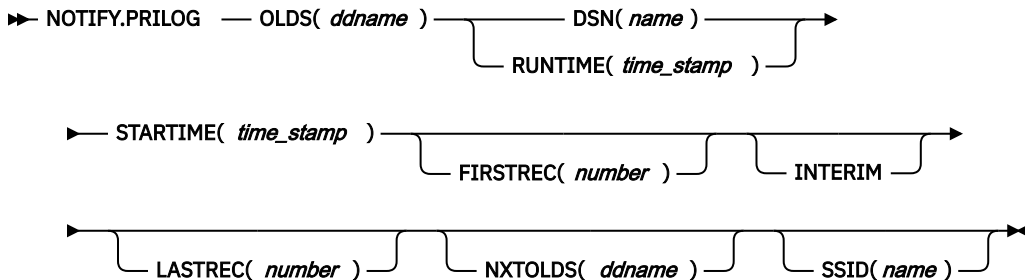 NOTIFY.PRILOG OLDS( ddname ) DSN( name )
RUNTIME( time_stamp )
STARTIME( time_stamp )
FIRSTREC( number ) INTERIM
LASTREC( number ) NXTOLDS( ddname ) SSID( name )